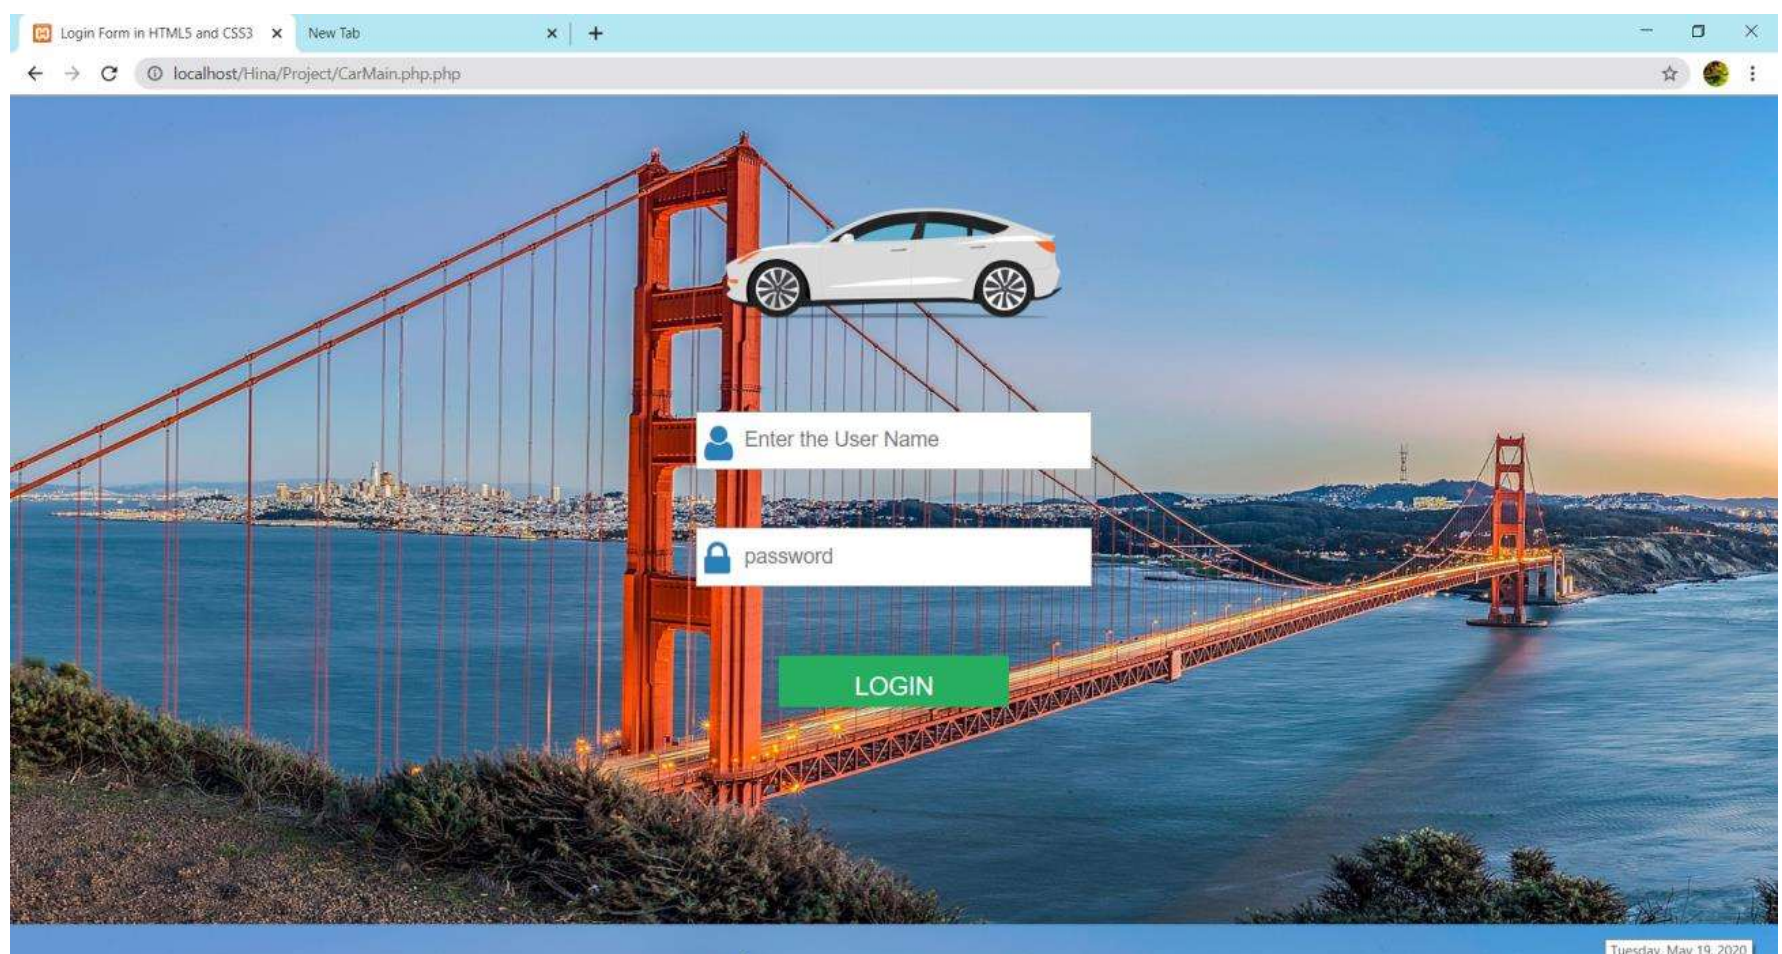 Login Form in HTML5 and CSS3
New Tab
localhost/Hina/Project/CarMain.php.php
Enter the User Name
password
LOGIN
Tuesday, May 19, 2020